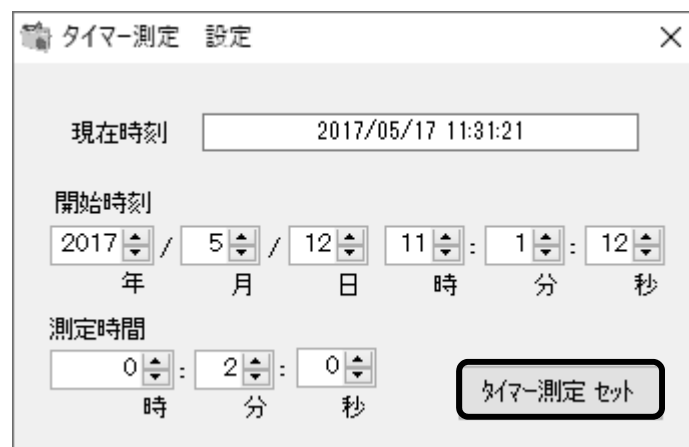 タイマー測定 設定
現在時刻 2017/05/17 11:31:21
開始時刻
2017 / 5 / 12 11 : 1 : 12
年 月 日 時 分 秒
測定時間
0 : 2 : 0
時 分 秒
ﾀｲﾏｰ測定 ｾｯﾄ